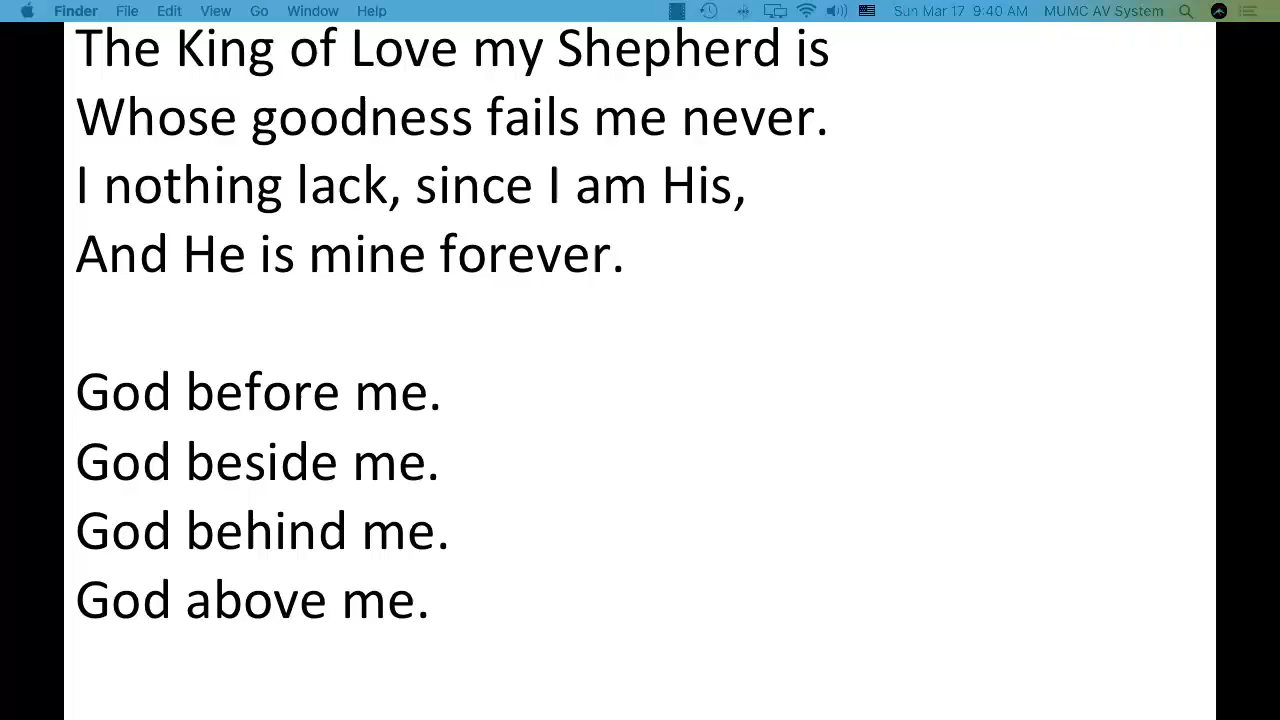 Finder File Edit View Go Window Help Sun Mar 17 9:40 AM MUMC AV System
The King of Love my Shepherd is
Whose goodness fails me never.
I nothing lack, since I am His,
And He is mine forever.
God before me.
God beside me.
God behind me.
God above me.